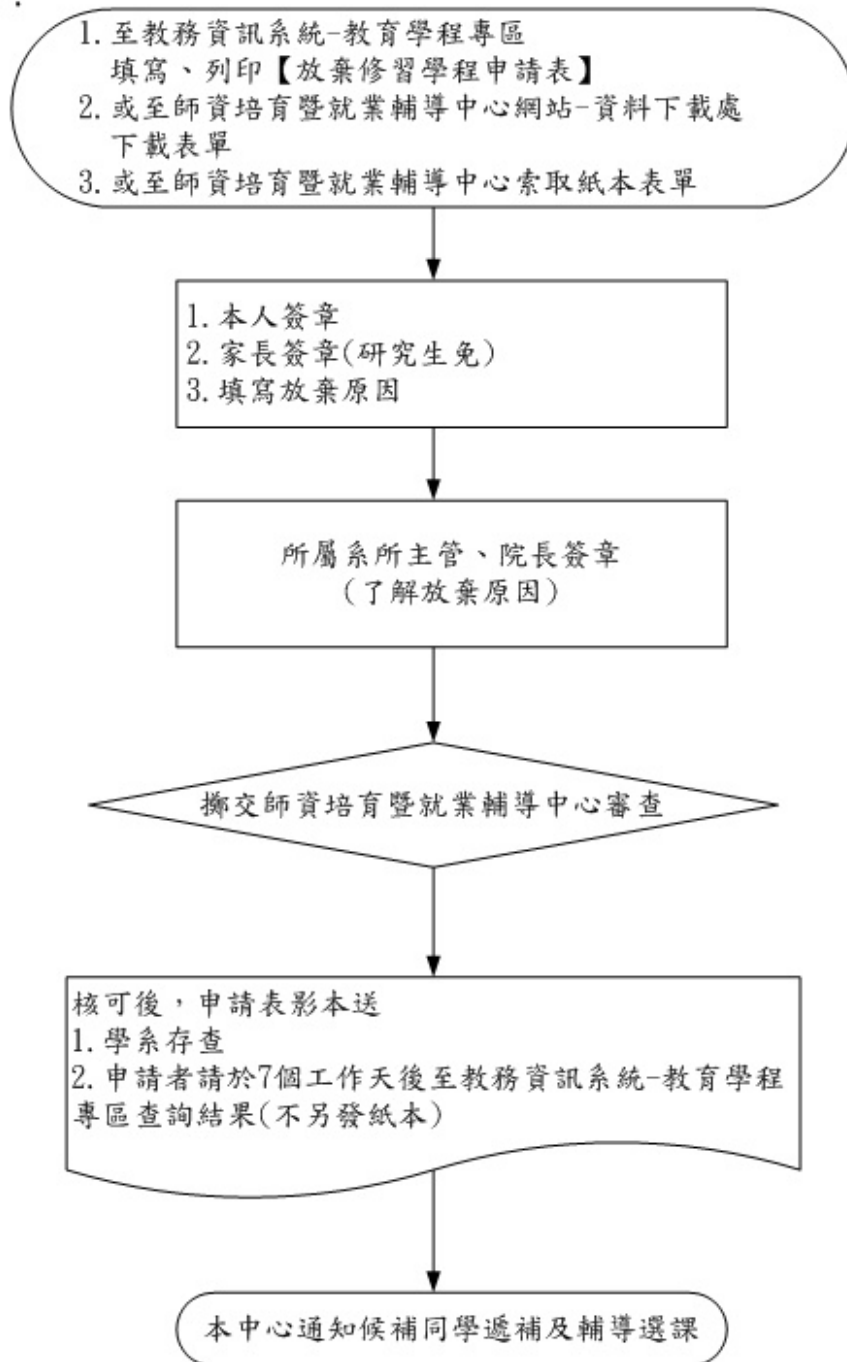 1. 至教務資訊系統-教育學程專區
填寫、列印【放棄修習學程申請表】
2. 或至師資培育暨就業輔導中心網站-資料下載處
下載表單
3. 或至師資培育暨就業輔導中心索取紙本表單
1. 本人簽章
2. 家長簽章(研究生免)
3. 填寫放棄原因
所屬系所主管、院長簽章
(了解放棄原因)
擲交師資培育暨就業輔導中心審查
核可後，申請表影本送
1. 學系存查
2. 申請者請於7個工作天後至教務資訊系統-教育學程
專區查詢結果(不另發紙本)
本中心通知候補同學遞補及輔導選課